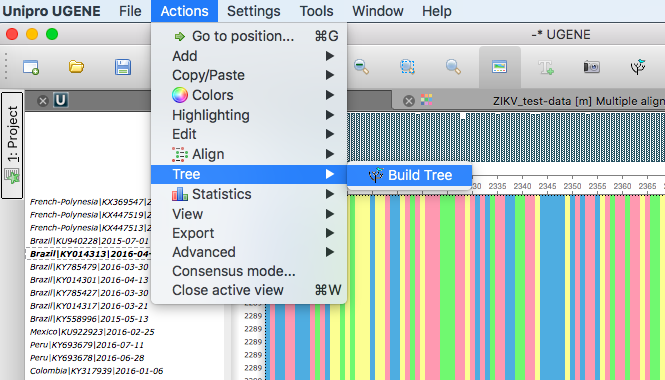 Unipro UGENE File Actions Settings Tools Window Help
-* UGENE
Go to position... ⌘G
Add
Copy/Paste
Colors
Highlighting
Edit
Align
Tree
Statistics
View
Export
Advanced
Consensus mode...
Close active view ⌘W
Build Tree
U
ZIKV_test-data [m] Multiple align
1: Project
2330 2335 2340 2345 2350 2355 2360 2365
French-Polynesia|KX369547|2
French-Polynesia|KX447519|2
French-Polynesia|KX447513|2
Brazil|KU940228|2015-07-01
Brazil|KY014313|2016-04-
Brazil|KY785479|2016-03-30
Brazil|KY014301|2016-04-13
Brazil|KY785427|2016-03-30
Brazil|KY014317|2016-03-21
Brazil|KY558996|2015-05-13
Mexico|KU922923|2016-02-25
Peru|KY693679|2016-07-11
Peru|KY693678|2016-06-28
Colombia|KY317939|2016-01-06
2289
2289
2289
2289
2289
2289